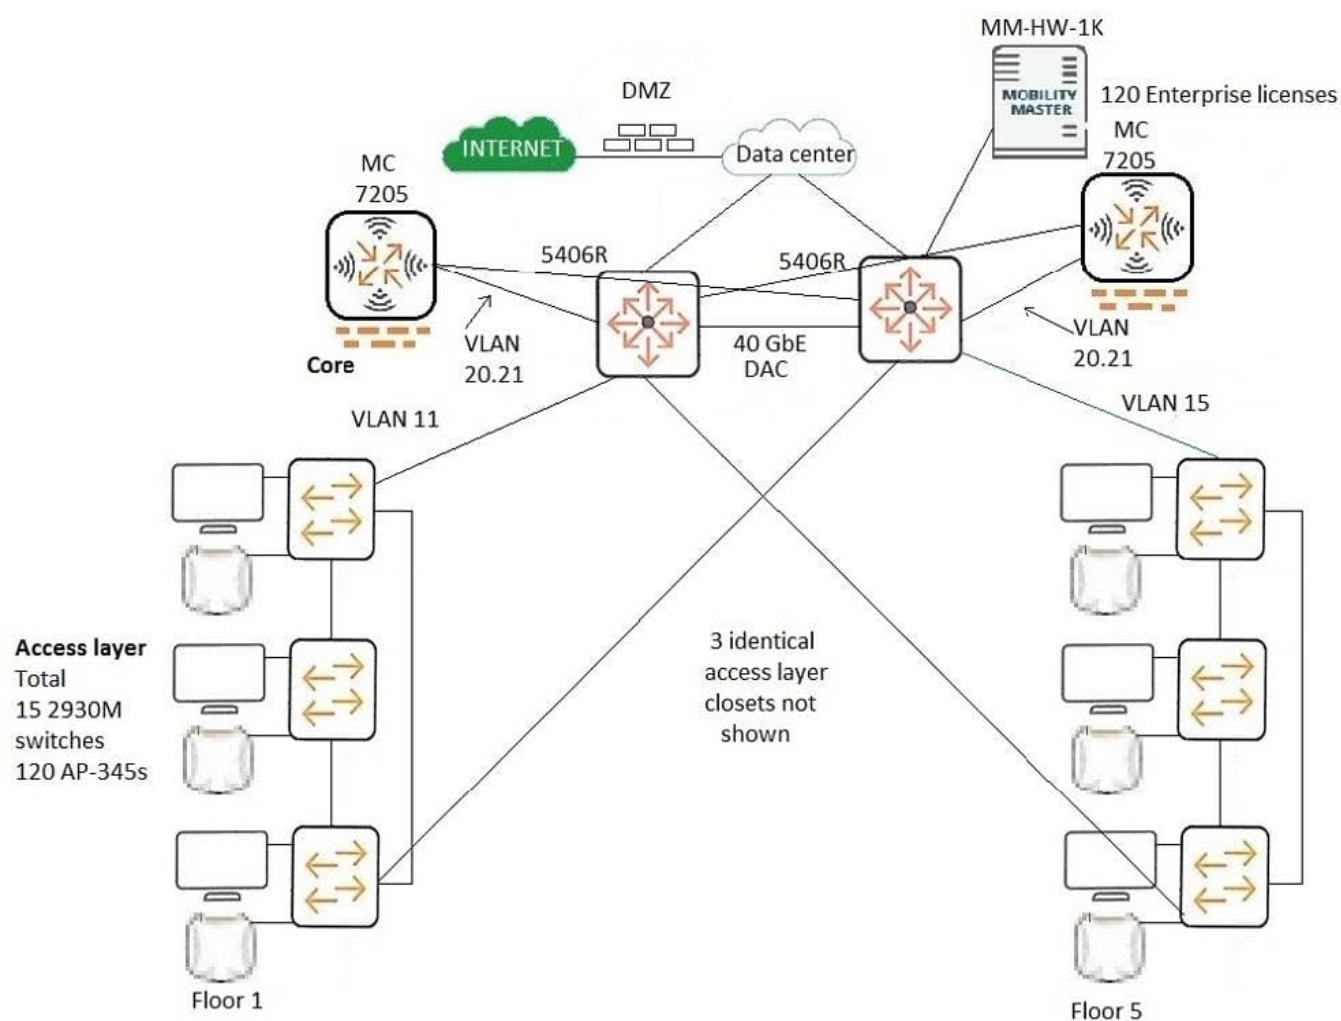 MM-HW-1K
DMZ
MOBILITY
MASTER
120 Enterprise licenses
MC
7205
INTERNET
Data center
MC
7205
5406R
5406R
VLAN
20.21
40 GbE
DAC
VLAN
20.21
Core
VLAN 11
VLAN 15
Access layer
Total
15 2930M
switches
120 AP-345s
3 identical
access layer
closets not
shown
Floor 1
Floor 5